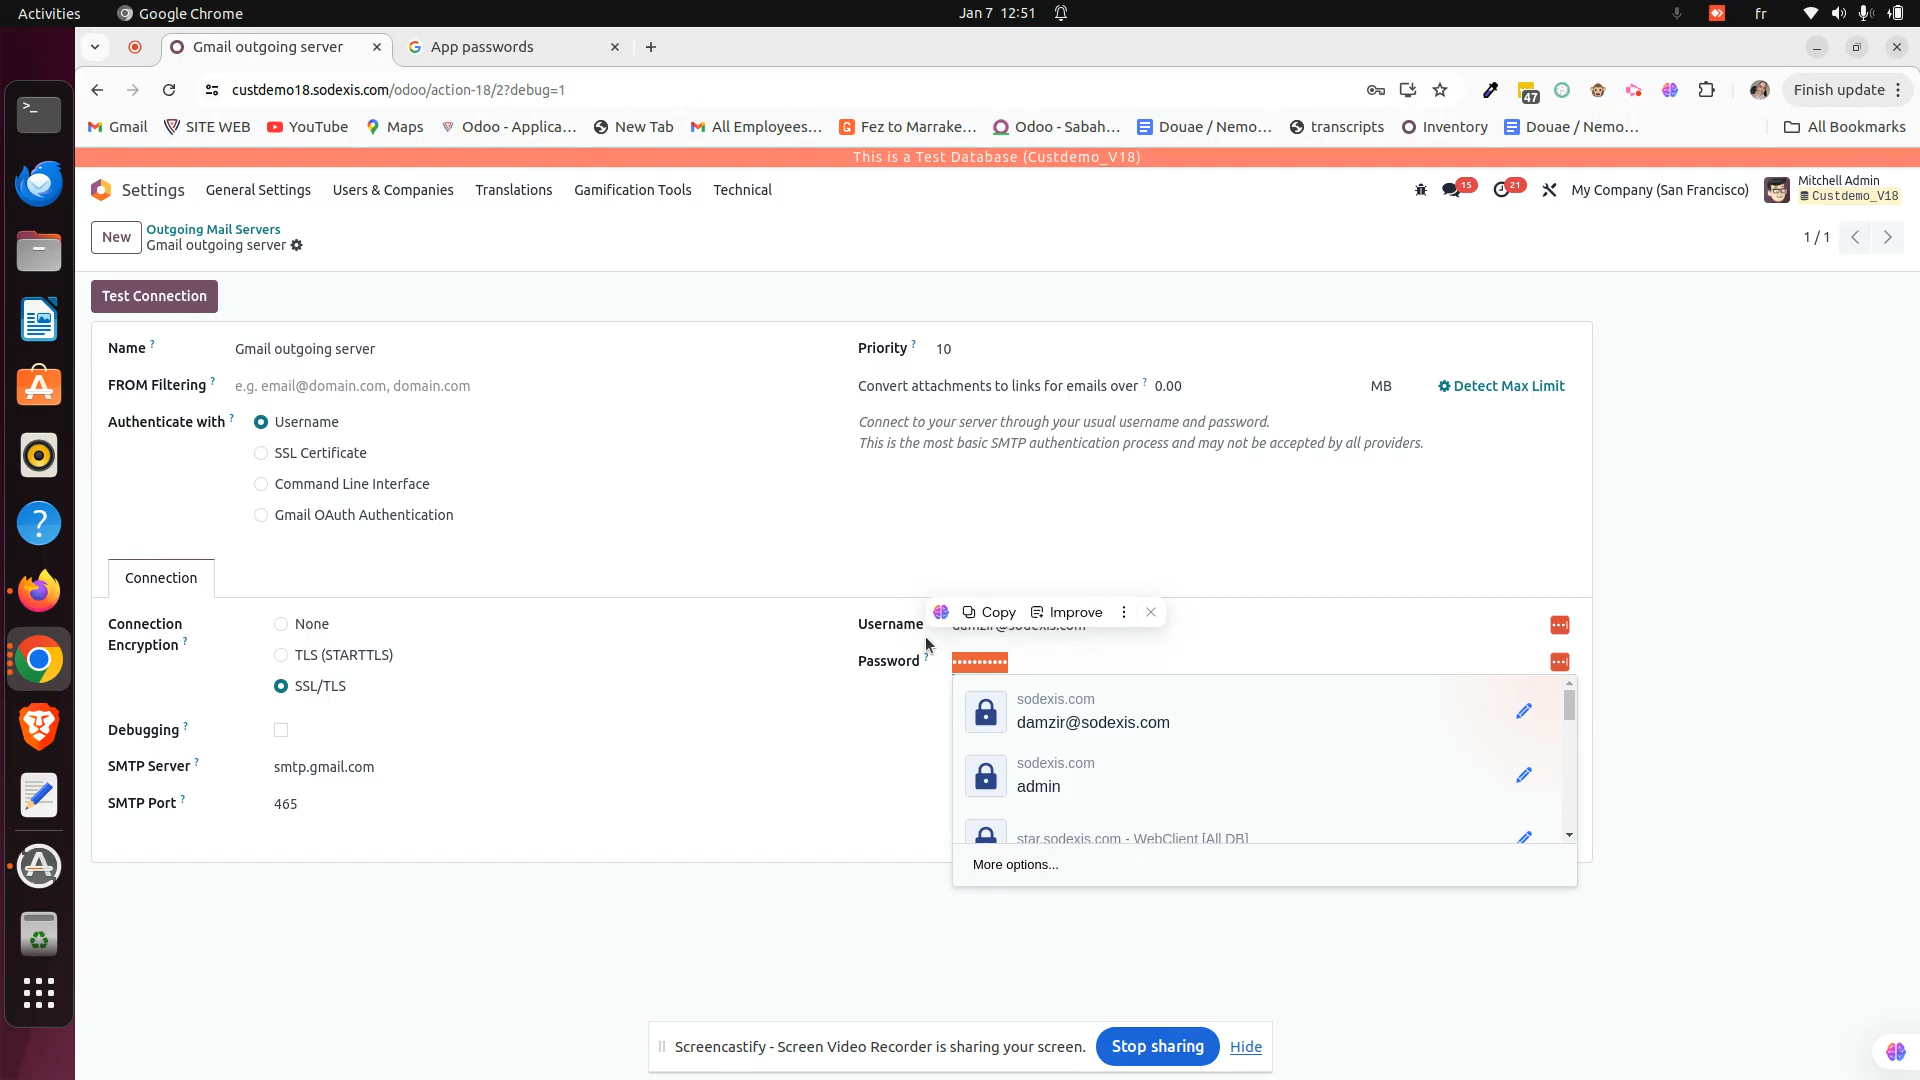 Activities
Google Chrome
Jan 7 12:51
fr
Gmail outgoing server
App passwords
custdemo18.sodexis.com/odoo/action-18/2?debug=1
47
Finish update
Gmail
SITE WEB
YouTube
Maps
Odoo - Applica...
New Tab
All Employees...
Fez to Marrake...
Odoo - Sabah...
Douae / Nemo...
transcripts
Inventory
Douae / Nemo...
All Bookmarks
This is a Test Database (Custdemo_V18)
Settings
General Settings
Users & Companies
Translations
Gamification Tools
Technical
15
21
My Company (San Francisco)
Mitchell Admin
Custdemo_V18
New
Outgoing Mail Servers
Gmail outgoing server
1 / 1
Test Connection
Name ?
Gmail outgoing server
Priority ?
10
FROM Filtering ?
e.g. email@domain.com, domain.com
Convert attachments to links for emails over ?
0.00
MB
Detect Max Limit
Authenticate with ?
Username
SSL Certificate
Command Line Interface
Gmail OAuth Authentication
Connect to your server through your usual username and password.
This is the most basic SMTP authentication process and may not be accepted by all providers.
Connection
Connection
Encryption ?
None
TLS (STARTTLS)
SSL/TLS
Debugging ?
SMTP Server ?
smtp.gmail.com
SMTP Port ?
465
Copy
Improve
Username
damzir@sodexis.com
Password ?
•••••••••••
sodexis.com
damzir@sodexis.com
sodexis.com
admin
star.sodexis.com - WebClient [All DB]
More options...
Screencastify - Screen Video Recorder is sharing your screen.
Stop sharing
Hide